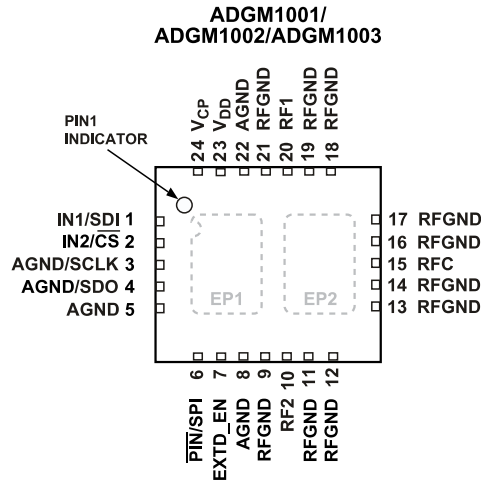 ADGM1001/
ADGM1002/ADGM1003
PIN1
INDICATOR
24 VCP
23 VDD
22 AGND
21 RFGND
20 RF1
19 RFGND
18 RFGND
IN1/SDI 1
IN2/C̅S̅ 2
AGND/SCLK 3
AGND/SDO 4
AGND 5
17 RFGND
16 RFGND
15 RFC
14 RFGND
13 RFGND
EP1
EP2
P̅I̅N̅/SPI 6
EXTD_EN 7
AGND 8
RFGND 9
RF2 10
RFGND 11
RFGND 12